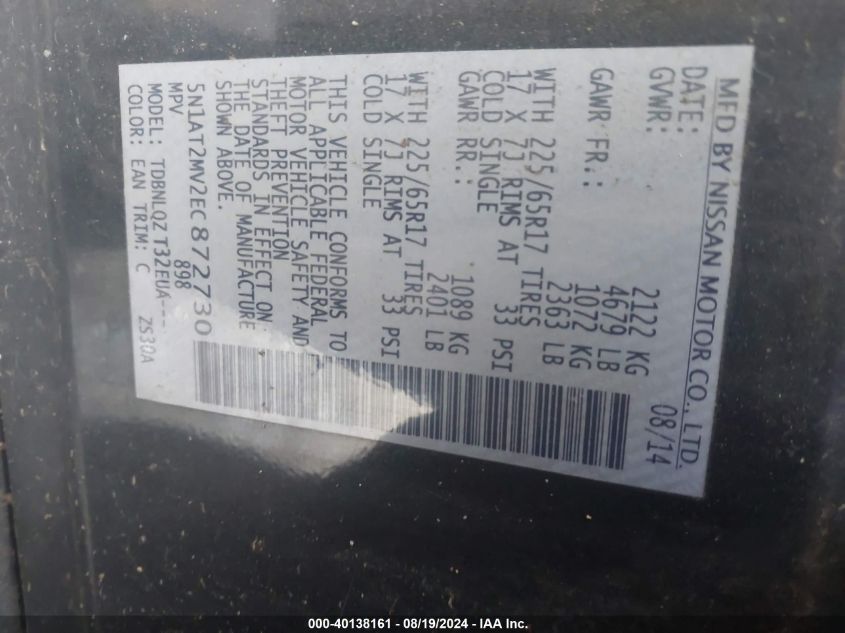 MFD BY NISSAN MOTOR CO., LTD.
DATE: 08/14
GVWR: 2122 KG
4679 LB
GAWR FR.: 1072 KG
2363 LB
WITH 225/65R17 TIRES
17 X 7J RIMS AT 33 PSI
COLD SINGLE
GAWR RR.: 1089 KG
2401 LB
WITH 225/65R17 TIRES
17 X 7J RIMS AT 33 PSI
COLD SINGLE
THIS VEHICLE CONFORMS TO
ALL APPLICABLE FEDERAL
MOTOR VEHICLE SAFETY AND
THEFT PREVENTION
STANDARDS IN EFFECT ON
THE DATE OF MANUFACTURE
SHOWN ABOVE.
5N1AT2MV2EC872730
MPV 898
MODEL: TDBNLQZ T32EUA---
COLOR: EAN TRIM: C ZS30A
000-40138161 - 08/19/2024 - IAA Inc.